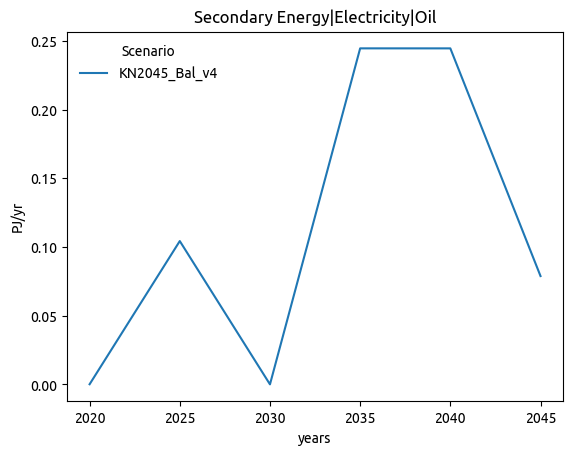 Secondary Energy|Electricity|Oil
Scenario
KN2045_Bal_v4
PJ/yr
0.25
0.20
0.15
0.10
0.05
0.00
2020 2025 2030 2035 2040 2045
years